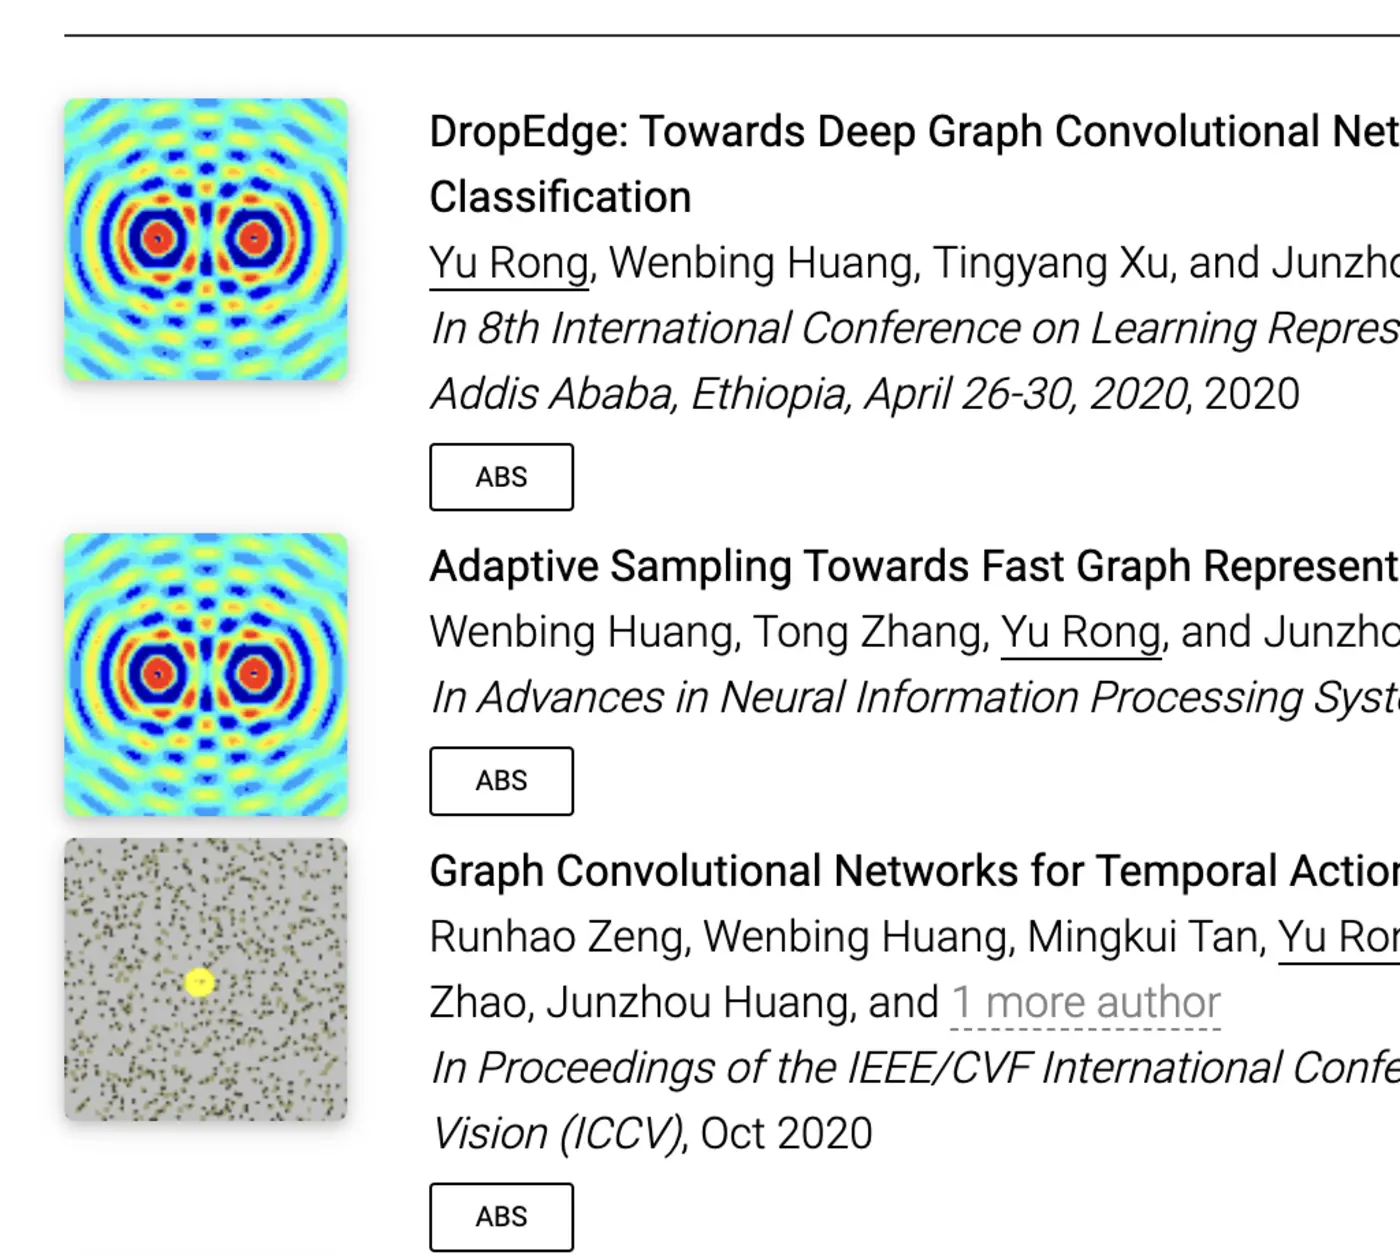 DropEdge: Towards Deep Graph Convolutional Net
Classification
Yu Rong, Wenbing Huang, Tingyang Xu, and Junzho
In 8th International Conference on Learning Repres
Addis Ababa, Ethiopia, April 26-30, 2020, 2020
ABS
Adaptive Sampling Towards Fast Graph Represent
Wenbing Huang, Tong Zhang, Yu Rong, and Junzho
In Advances in Neural Information Processing Syst
ABS
Graph Convolutional Networks for Temporal Action
Runhao Zeng, Wenbing Huang, Mingkui Tan, Yu Ron
Zhao, Junzhou Huang, and 1 more author
In Proceedings of the IEEE/CVF International Confe
Vision (ICCV), Oct 2020
ABS